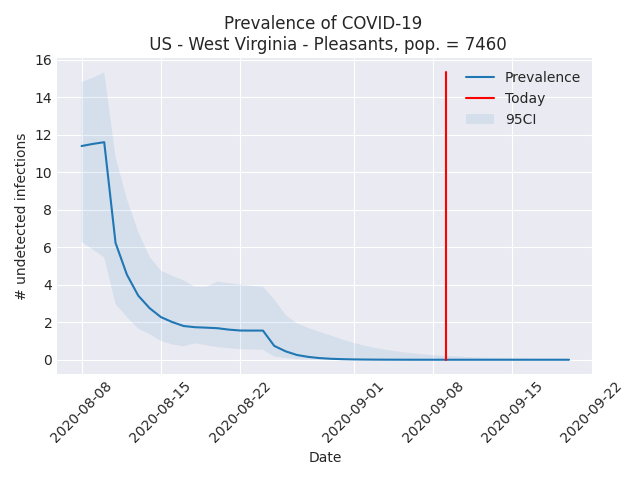 Prevalence of COVID-19
US - West Virginia - Pleasants, pop. = 7460
16
14
12
10
8
6
4
2
0
# undetected infections
Prevalence
Today
95CI
2020-08-08
2020-08-15
2020-08-22
2020-09-01
2020-09-08
2020-09-15
2020-09-22
Date